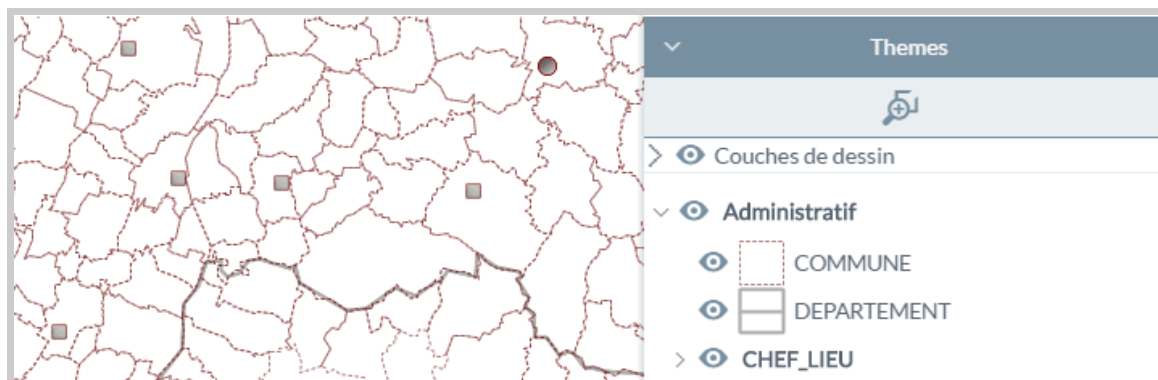 Themes
Couches de dessin
Administratif
COMMUNE
DEPARTEMENT
CHEF_LIEU